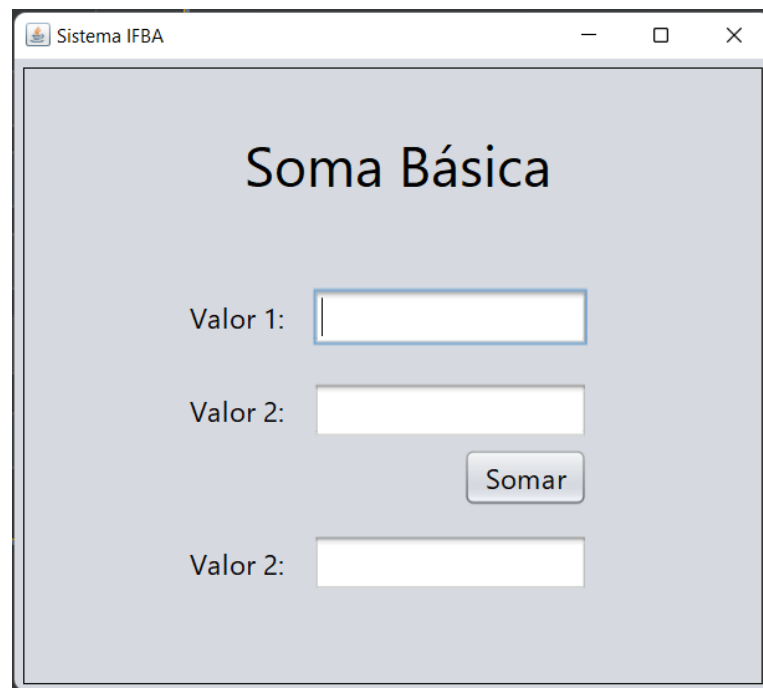 Sistema IFBA
Soma Básica
Valor 1:
Valor 2:
Somar
Valor 2: